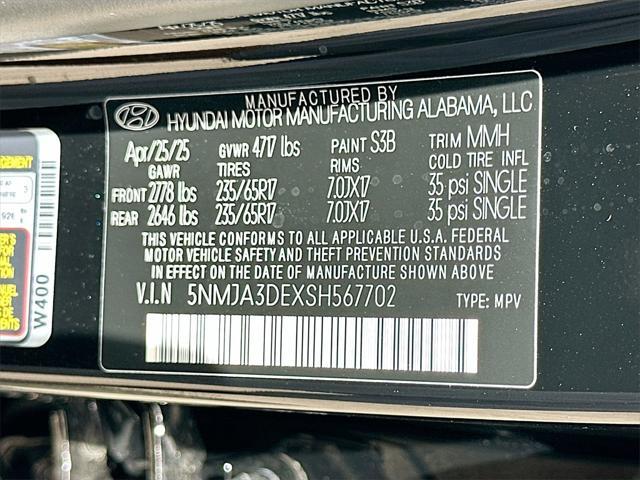 MANUFACTURED BY
HYUNDAI MOTOR MANUFACTURING ALABAMA, LLC
Apr/25/25 GVWR 4717 lbs PAINT S3B TRIM MMH
GAWR TIRES RIMS COLD TIRE INFL
FRONT 2778 lbs 235/65R17 7.0JX17 35 psi SINGLE
REAR 2646 lbs 235/65R17 7.0JX17 35 psi SINGLE
THIS VEHICLE CONFORMS TO ALL APPLICABLE U.S.A. FEDERAL
MOTOR VEHICLE SAFETY AND THEFT PREVENTION STANDARDS
IN EFFECT ON THE DATE OF MANUFACTURE SHOWN ABOVE
V.I.N 5NMJA3DEXSH567702 TYPE: MPV
W400